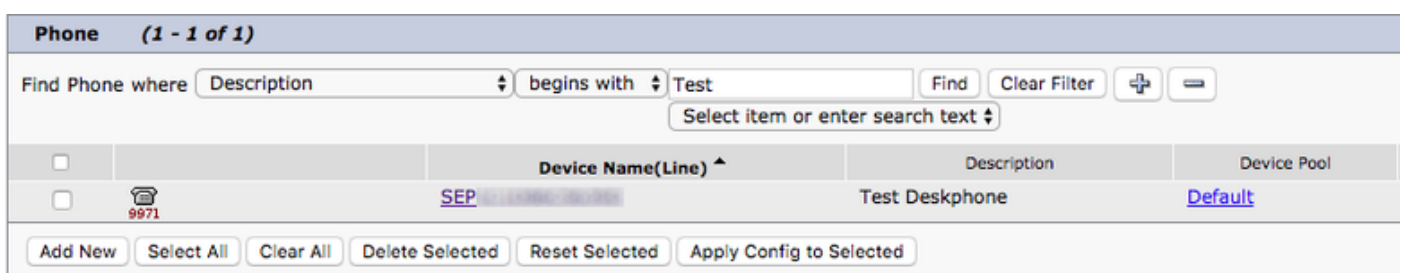 Phone (1 - 1 of 1)
Find Phone where Description begins with Test Find Clear Filter
Select item or enter search text
Device Name(Line) Description Device Pool
9971 SEP Test Deskphone Default
Add New Select All Clear All Delete Selected Reset Selected Apply Config to Selected